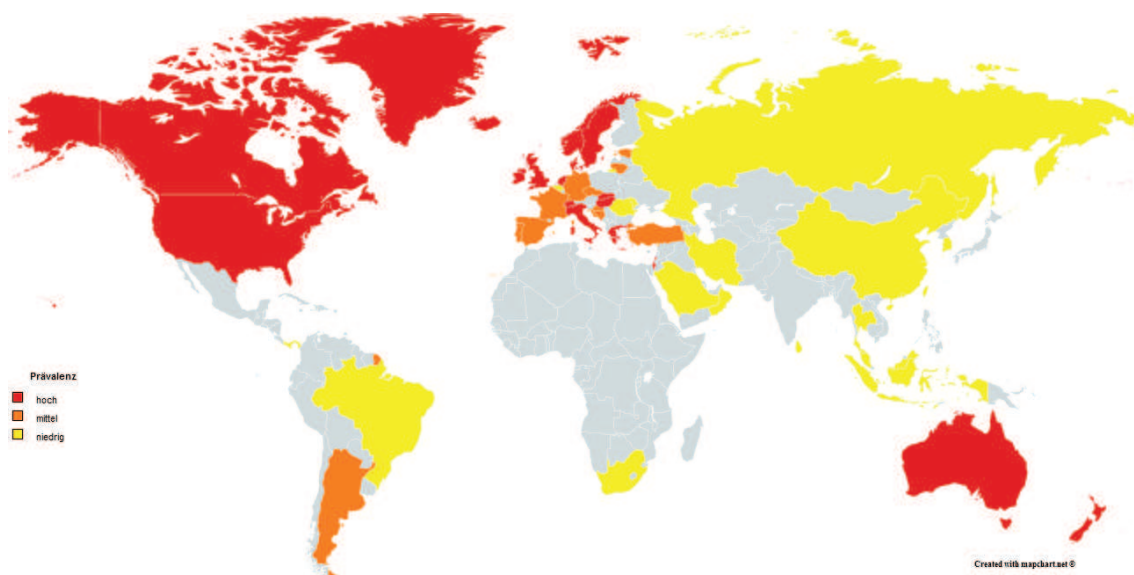 Prävalenz
hoch
mittel
niedrig
Created with mapchart.net ®